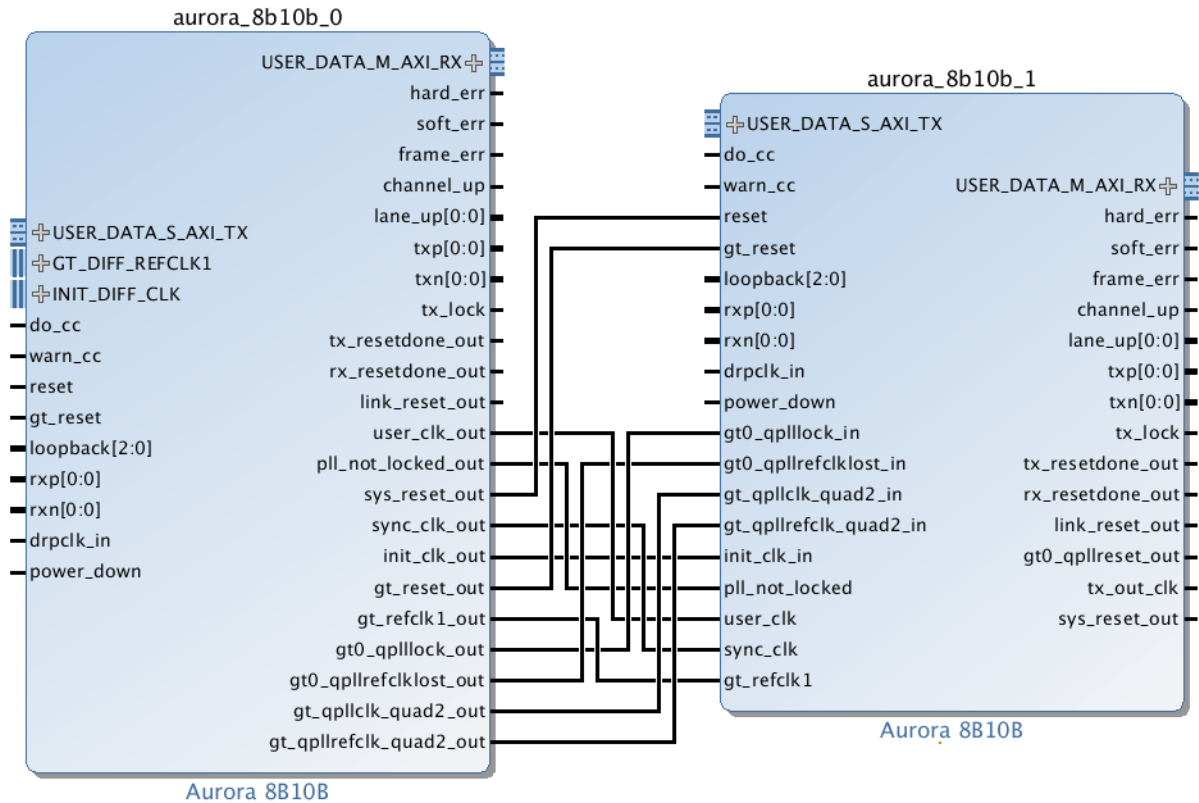 aurora_8b10b_0
USER_DATA_M_AXI_RX
hard_err
soft_err
frame_err
channel_up
lane_up[0:0]
txp[0:0]
txn[0:0]
tx_lock
tx_resetdone_out
rx_resetdone_out
link_reset_out
user_clk_out
pll_not_locked_out
sys_reset_out
sync_clk_out
init_clk_out
gt_reset_out
gt_refclk1_out
gt0_qplllock_out
gt0_qpllrefclklost_out
gt_qpllclk_quad2_out
gt_qpllrefclk_quad2_out
USER_DATA_S_AXI_TX
GT_DIFF_REFCLK1
INIT_DIFF_CLK
do_cc
warn_cc
reset
gt_reset
loopback[2:0]
rxp[0:0]
rxn[0:0]
drpclk_in
power_down
Aurora 8B10B
aurora_8b10b_1
USER_DATA_S_AXI_TX
do_cc
warn_cc
reset
gt_reset
loopback[2:0]
rxp[0:0]
rxn[0:0]
drpclk_in
power_down
gt0_qplllock_in
gt0_qpllrefclklost_in
gt_qpllclk_quad2_in
gt_qpllrefclk_quad2_in
init_clk_in
pll_not_locked
user_clk
sync_clk
gt_refclk1
USER_DATA_M_AXI_RX
hard_err
soft_err
frame_err
channel_up
lane_up[0:0]
txp[0:0]
txn[0:0]
tx_lock
tx_resetdone_out
rx_resetdone_out
link_reset_out
gt0_qpllreset_out
tx_out_clk
sys_reset_out
Aurora 8B10B